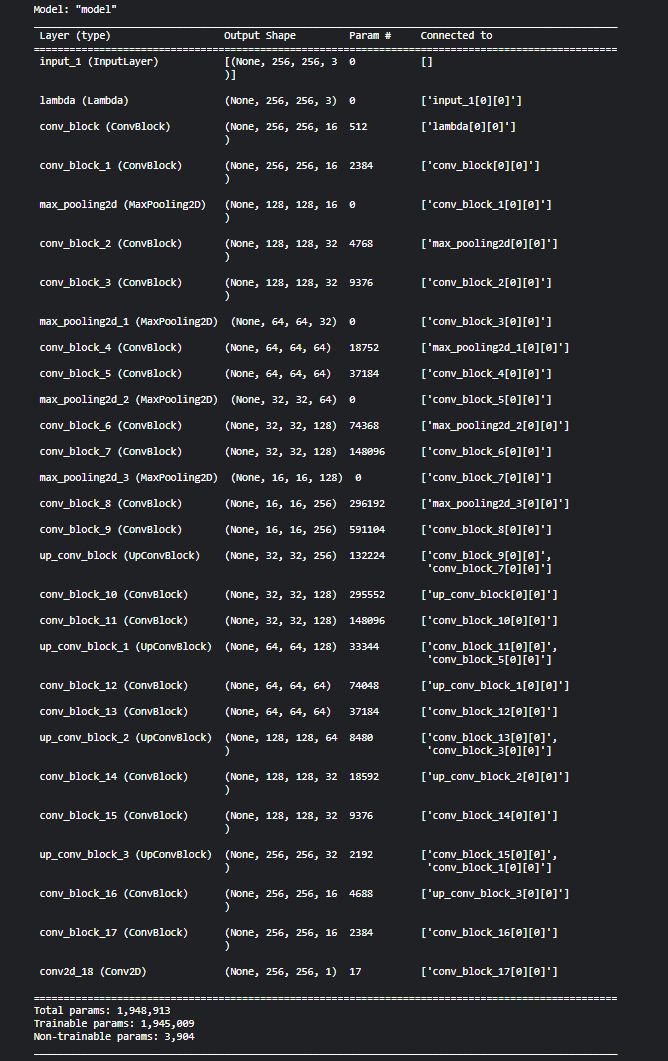 Model: "model"
Layer (type) Output Shape Param # Connected to
input_1 (InputLayer) [(None, 256, 256, 3 0 []
)]
lambda (Lambda) (None, 256, 256, 3) 0 ['input_1[0][0]']
conv_block (ConvBlock) (None, 256, 256, 16 512 ['lambda[0][0]']
)
conv_block_1 (ConvBlock) (None, 256, 256, 16 2384 ['conv_block[0][0]']
)
max_pooling2d (MaxPooling2D) (None, 128, 128, 16 0 ['conv_block_1[0][0]']
)
conv_block_2 (ConvBlock) (None, 128, 128, 32 4768 ['max_pooling2d[0][0]']
)
conv_block_3 (ConvBlock) (None, 128, 128, 32 9376 ['conv_block_2[0][0]']
)
max_pooling2d_1 (MaxPooling2D) (None, 64, 64, 32) 0 ['conv_block_3[0][0]']
conv_block_4 (ConvBlock) (None, 64, 64, 64) 18752 ['max_pooling2d_1[0][0]']
conv_block_5 (ConvBlock) (None, 64, 64, 64) 37184 ['conv_block_4[0][0]']
max_pooling2d_2 (MaxPooling2D) (None, 32, 32, 64) 0 ['conv_block_5[0][0]']
conv_block_6 (ConvBlock) (None, 32, 32, 128) 74368 ['max_pooling2d_2[0][0]']
conv_block_7 (ConvBlock) (None, 32, 32, 128) 148096 ['conv_block_6[0][0]']
max_pooling2d_3 (MaxPooling2D) (None, 16, 16, 128) 0 ['conv_block_7[0][0]']
conv_block_8 (ConvBlock) (None, 16, 16, 256) 296192 ['max_pooling2d_3[0][0]']
conv_block_9 (ConvBlock) (None, 16, 16, 256) 591104 ['conv_block_8[0][0]']
up_conv_block (UpConvBlock) (None, 32, 32, 256) 132224 ['conv_block_9[0][0]',
'conv_block_7[0][0]']
conv_block_10 (ConvBlock) (None, 32, 32, 128) 295552 ['up_conv_block[0][0]']
conv_block_11 (ConvBlock) (None, 32, 32, 128) 148096 ['conv_block_10[0][0]']
up_conv_block_1 (UpConvBlock) (None, 64, 64, 128) 33344 ['conv_block_11[0][0]',
'conv_block_5[0][0]']
conv_block_12 (ConvBlock) (None, 64, 64, 64) 74048 ['up_conv_block_1[0][0]']
conv_block_13 (ConvBlock) (None, 64, 64, 64) 37184 ['conv_block_12[0][0]']
up_conv_block_2 (UpConvBlock) (None, 128, 128, 64 8480 ['conv_block_13[0][0]',
) 'conv_block_3[0][0]']
conv_block_14 (ConvBlock) (None, 128, 128, 32 18592 ['up_conv_block_2[0][0]']
)
conv_block_15 (ConvBlock) (None, 128, 128, 32 9376 ['conv_block_14[0][0]']
)
up_conv_block_3 (UpConvBlock) (None, 256, 256, 32 2192 ['conv_block_15[0][0]',
) 'conv_block_1[0][0]']
conv_block_16 (ConvBlock) (None, 256, 256, 16 4688 ['up_conv_block_3[0][0]']
)
conv_block_17 (ConvBlock) (None, 256, 256, 16 2384 ['conv_block_16[0][0]']
)
conv2d_18 (Conv2D) (None, 256, 256, 1) 17 ['conv_block_17[0][0]']
Total params: 1,948,913
Trainable params: 1,945,009
Non-trainable params: 3,904